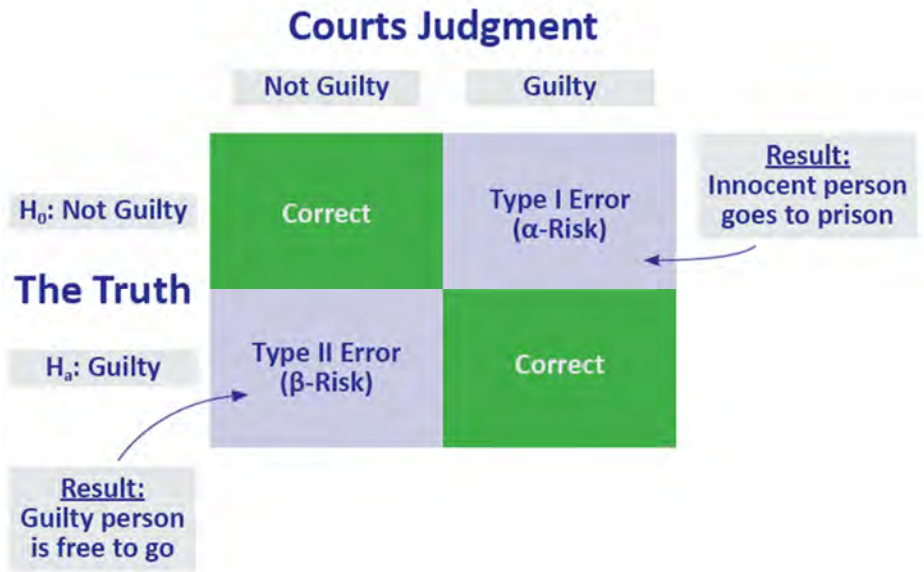 Courts Judgment
Not Guilty
Guilty
H₀: Not Guilty
Correct
Type I Error
(α-Risk)
Result:
Innocent person
goes to prison
The Truth
Hₐ: Guilty
Type II Error
(β-Risk)
Correct
Result:
Guilty person
is free to go